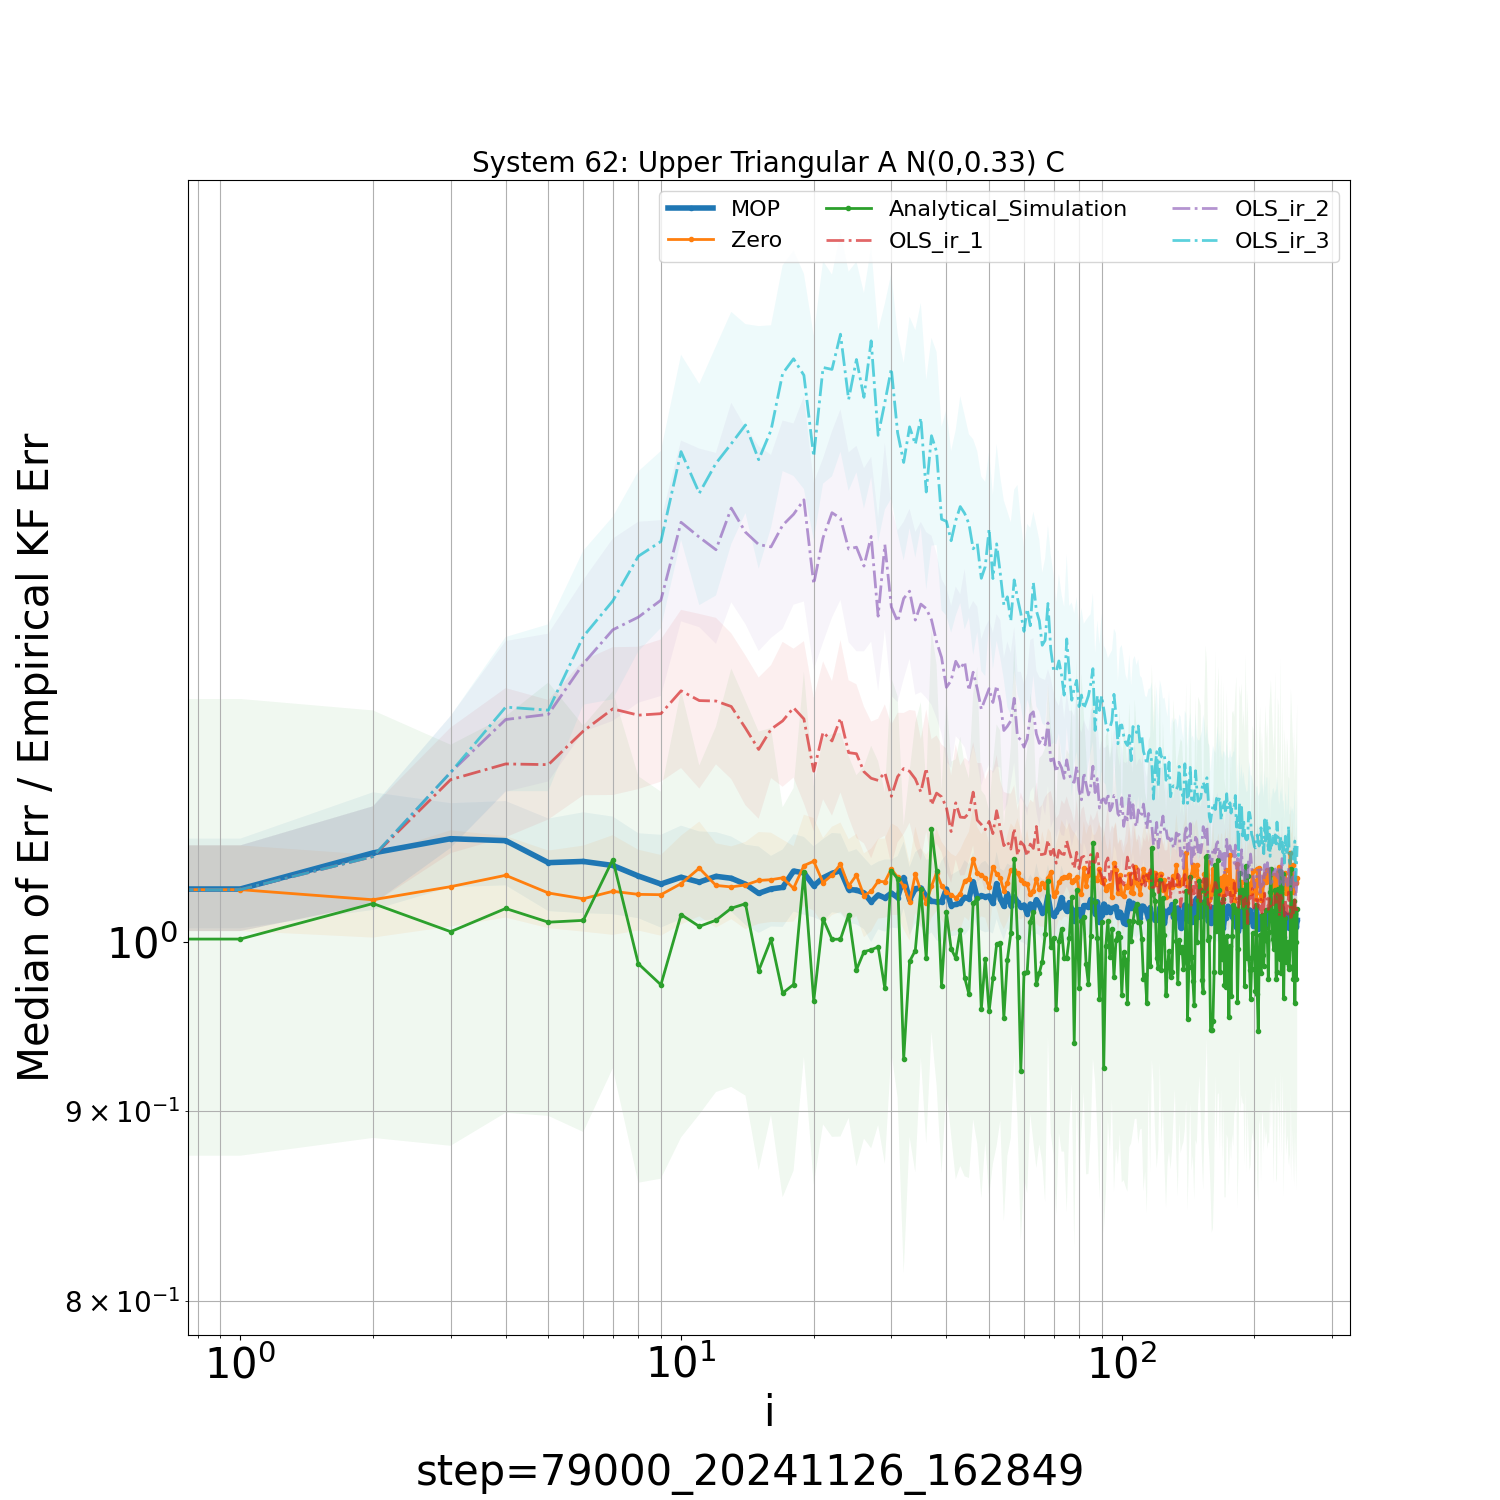 System 62: Upper Triangular A N(0,0.33) C
MOP
Zero
Analytical_Simulation
OLS_ir_1
OLS_ir_2
OLS_ir_3
Median of Err / Empirical KF Err
10⁰
9 × 10⁻¹
8 × 10⁻¹
10⁰ 10¹ 10²
i
step=79000_20241126_162849